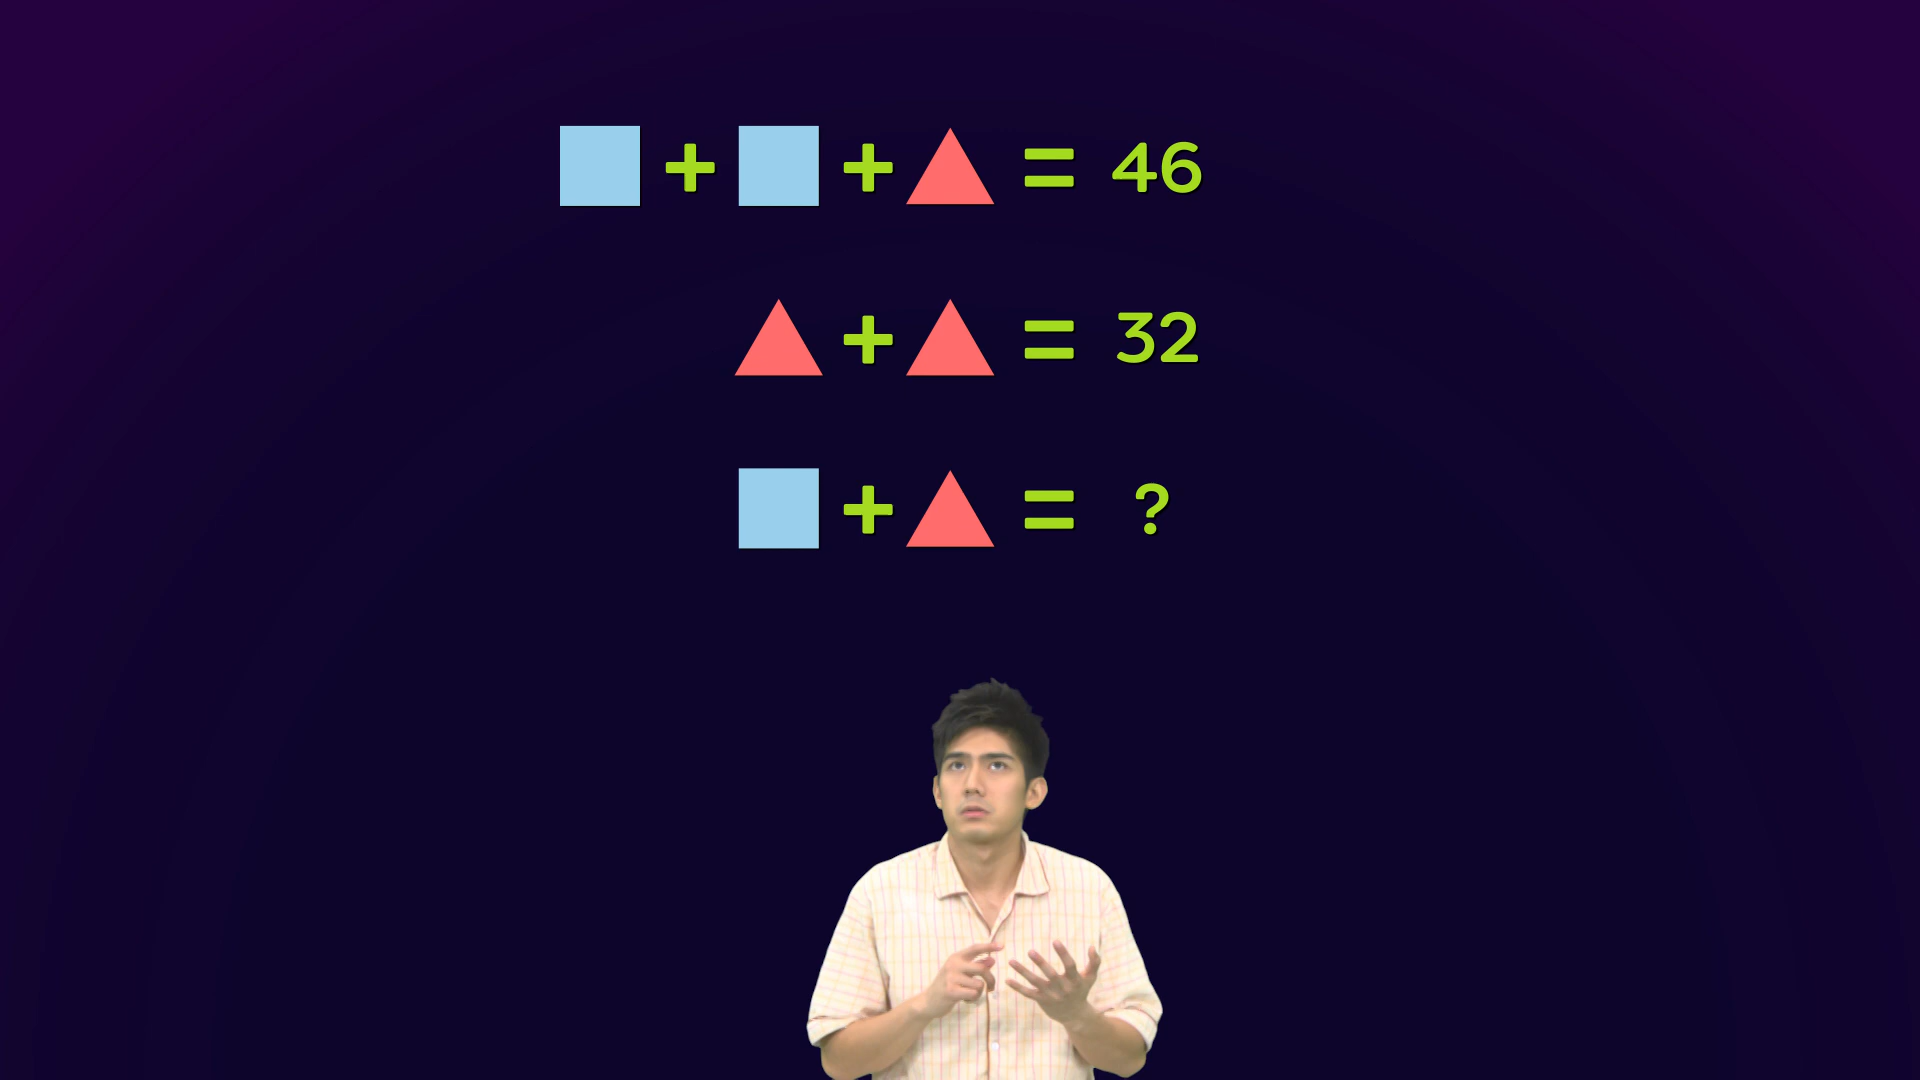 🟦 + 🟦 + 🔺 = 46
🔺 + 🔺 = 32
🟦 + 🔺 = ?